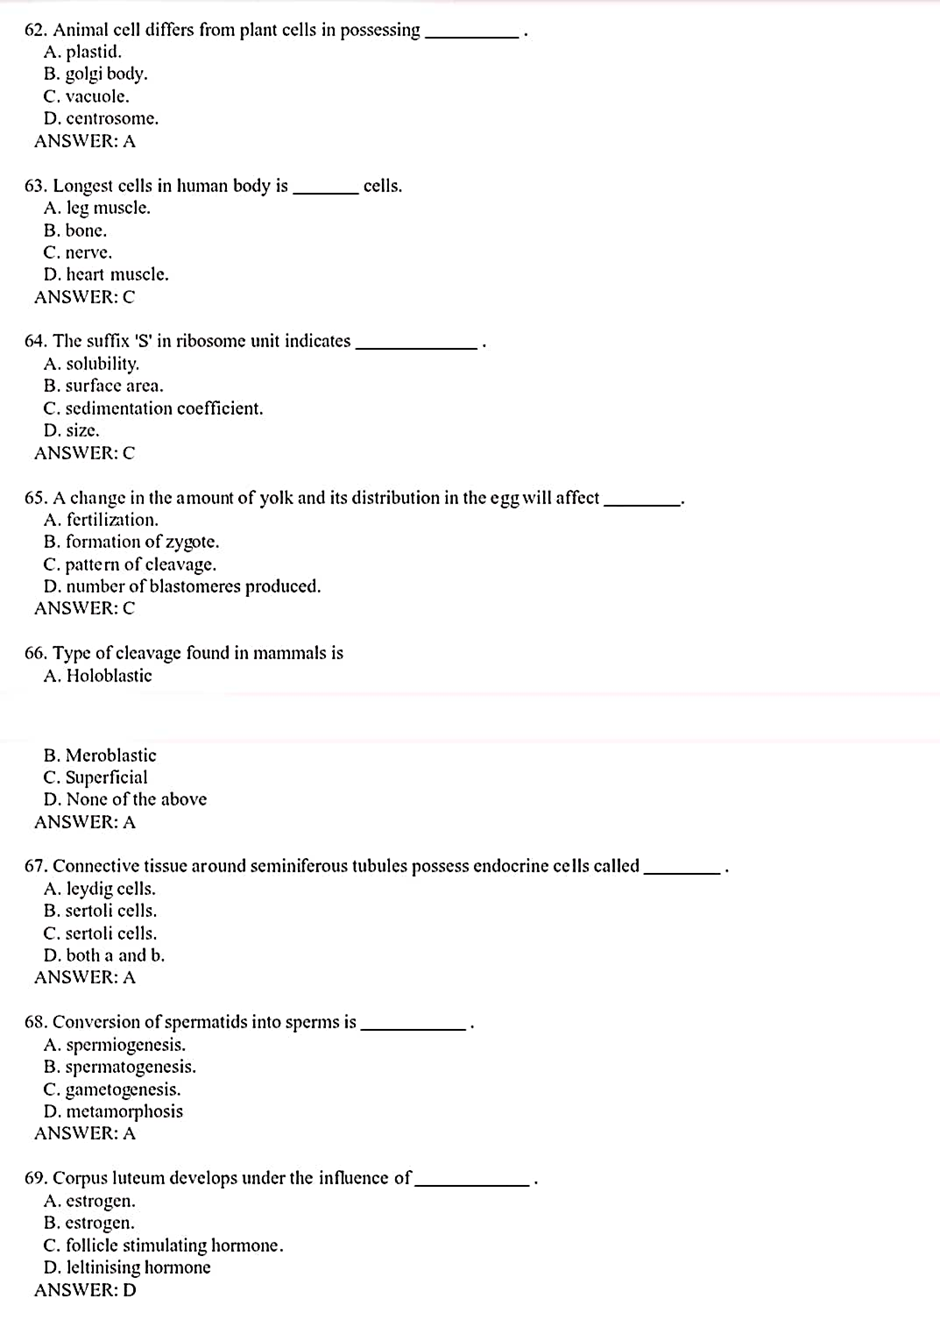 62. Animal cell differs from plant cells in possessing __________ .
A. plastid.
B. golgi body.
C. vacuole.
D. centrosome.
ANSWER: A
63. Longest cells in human body is _______ cells.
A. leg muscle.
B. bone.
C. nerve.
D. heart muscle.
ANSWER: C
64. The suffix 'S' in ribosome unit indicates _____________ .
A. solubility.
B. surface area.
C. sedimentation coefficient.
D. size.
ANSWER: C
65. A change in the amount of yolk and its distribution in the egg will affect ________.
A. fertilization.
B. formation of zygote.
C. pattern of cleavage.
D. number of blastomeres produced.
ANSWER: C
66. Type of cleavage found in mammals is
A. Holoblastic
B. Meroblastic
C. Superficial
D. None of the above
ANSWER: A
67. Connective tissue around seminiferous tubules possess endocrine cells called ________ .
A. leydig cells.
B. sertoli cells.
C. sertoli cells.
D. both a and b.
ANSWER: A
68. Conversion of spermatids into sperms is ___________ .
A. spermiogenesis.
B. spermatogenesis.
C. gametogenesis.
D. metamorphosis
ANSWER: A
69. Corpus luteum develops under the influence of ____________ .
A. estrogen.
B. estrogen.
C. follicle stimulating hormone.
D. leltinising hormone
ANSWER: D